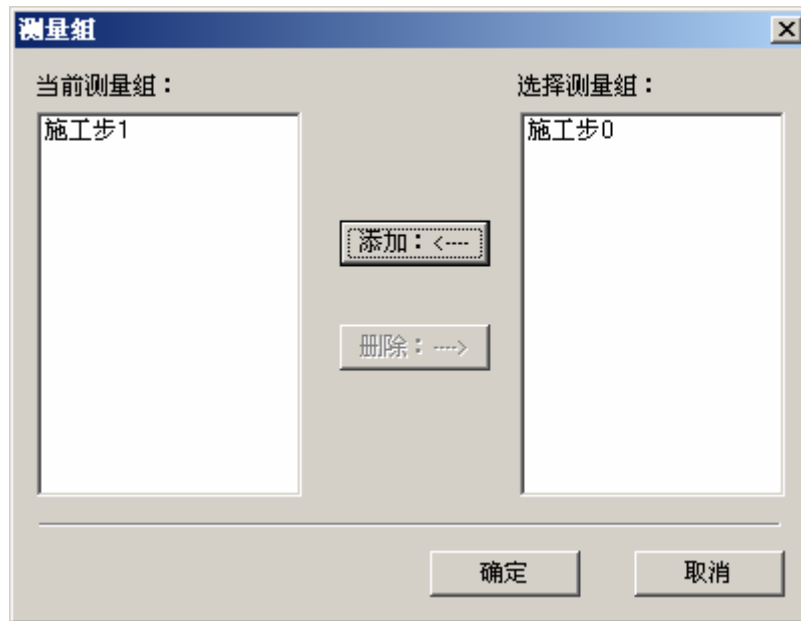 测量组
当前测量组：
选择测量组：
施工步1
施工步0
添加：<----
删除：---->
确定
取消